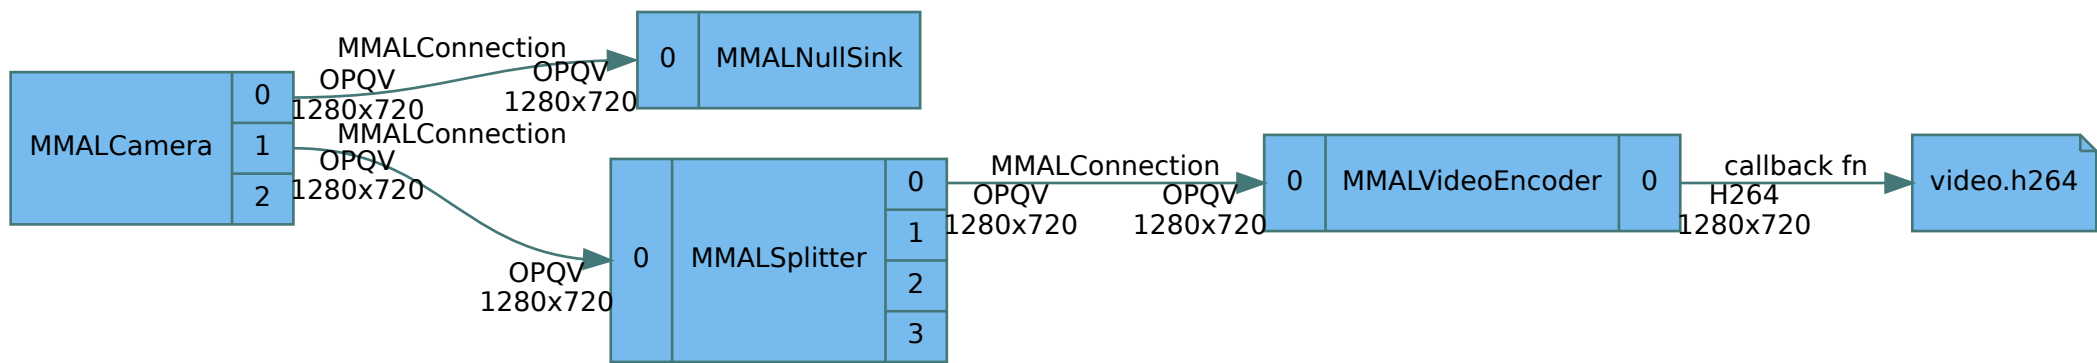 MMALConnection
0
MMALNullSink
OPQV
1280x720
OPQV
1280x720
MMALCamera
0
1
2
MMALConnection
OPQV
1280x720
OPQV
1280x720
0
MMALSplitter
0
1
2
3
MMALConnection
OPQV
1280x720
OPQV
1280x720
0
MMALVideoEncoder
0
callback fn
H264
1280x720
video.h264